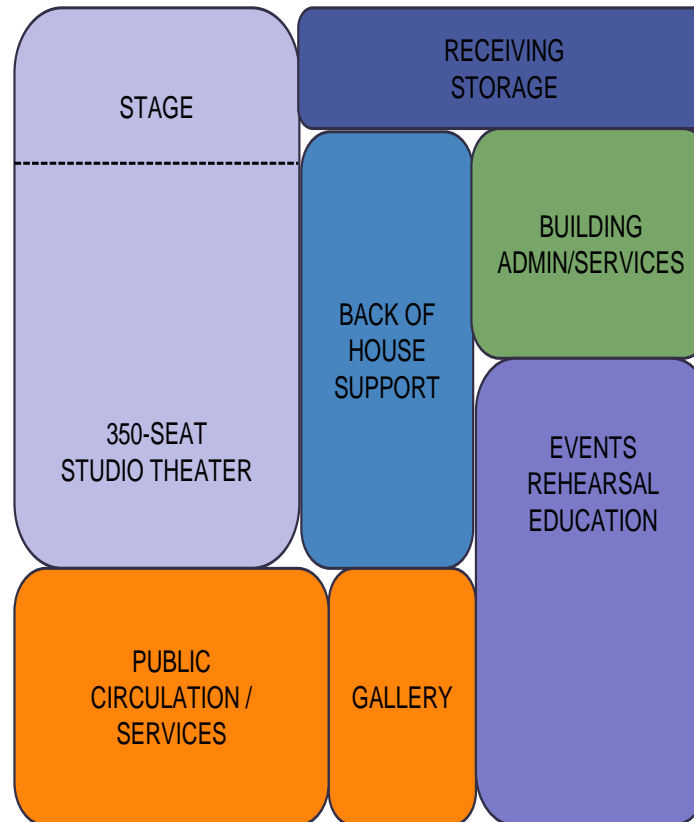 STAGE
RECEIVING
STORAGE
BUILDING
ADMIN/SERVICES
BACK OF
HOUSE
SUPPORT
350-SEAT
STUDIO THEATER
EVENTS
REHEARSAL
EDUCATION
PUBLIC
CIRCULATION /
SERVICES
GALLERY